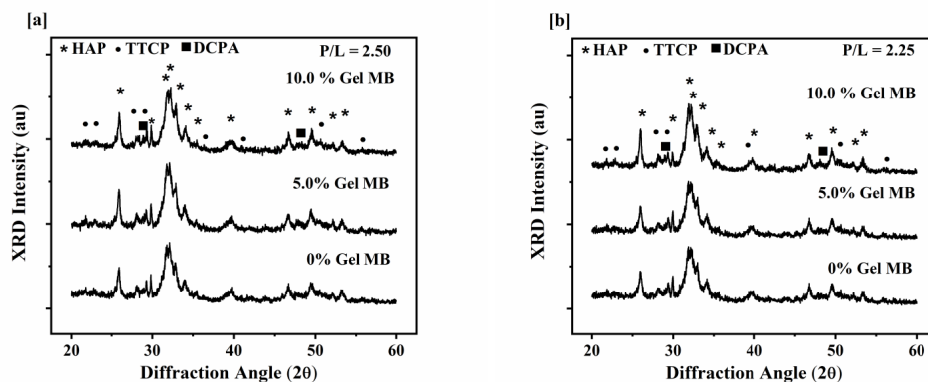 [a]
* HAP • TTCP ■ DCPA P/L = 2.50
10.0 % Gel MB
5.0% Gel MB
0% Gel MB
XRD Intensity (au)
20 30 40 50 60
Diffraction Angle (2θ)
[b]
* HAP • TTCP ■ DCPA P/L = 2.25
10.0 % Gel MB
5.0% Gel MB
0% Gel MB
XRD Intensity (au)
20 30 40 50 60
Diffraction Angle (2θ)